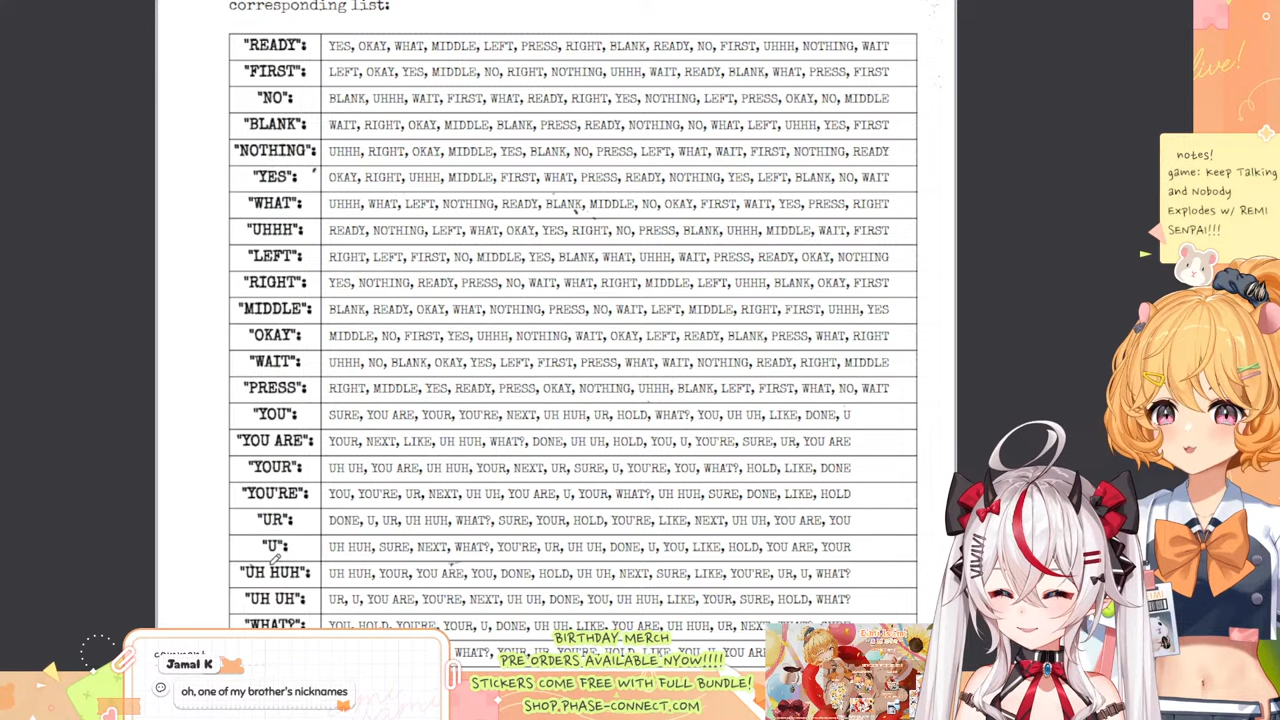 corresponding list:
"READY": YES, OKAY, WHAT, MIDDLE, LEFT, PRESS, RIGHT, BLANK, READY, NO, FIRST, UHHH, NOTHING, WAIT
"FIRST": LEFT, OKAY, YES, MIDDLE, NO, RIGHT, NOTHING, UHHH, WAIT, READY, BLANK, WHAT, PRESS, FIRST
"NO": BLANK, UHHH, WAIT, FIRST, WHAT, READY, RIGHT, YES, NOTHING, LEFT, PRESS, OKAY, NO, MIDDLE
"BLANK": WAIT, RIGHT, OKAY, MIDDLE, BLANK, PRESS, READY, NOTHING, NO, WHAT, LEFT, UHHH, YES, FIRST
"NOTHING": UHHH, RIGHT, OKAY, MIDDLE, YES, BLANK, NO, PRESS, LEFT, WHAT, WAIT, FIRST, NOTHING, READY
"YES": OKAY, RIGHT, UHHH, MIDDLE, FIRST, WHAT, PRESS, READY, NOTHING, YES, LEFT, BLANK, NO, WAIT
"WHAT": UHHH, WHAT, LEFT, NOTHING, READY, BLANK, MIDDLE, NO, OKAY, FIRST, WAIT, YES, PRESS, RIGHT
"UHHH": READY, NOTHING, LEFT, WHAT, OKAY, YES, RIGHT, NO, PRESS, BLANK, UHHH, MIDDLE, WAIT, FIRST
"LEFT": RIGHT, LEFT, FIRST, NO, MIDDLE, YES, BLANK, WHAT, UHHH, WAIT, PRESS, READY, OKAY, NOTHING
"RIGHT": YES, NOTHING, READY, PRESS, NO, WAIT, WHAT, RIGHT, MIDDLE, LEFT, UHHH, BLANK, OKAY, FIRST
"MIDDLE": BLANK, READY, OKAY, WHAT, NOTHING, PRESS, NO, WAIT, LEFT, MIDDLE, RIGHT, FIRST, UHHH, YES
"OKAY": MIDDLE, NO, FIRST, YES, UHHH, NOTHING, WAIT, OKAY, LEFT, READY, BLANK, PRESS, WHAT, RIGHT
"WAIT": UHHH, NO, BLANK, OKAY, YES, LEFT, FIRST, PRESS, WHAT, WAIT, NOTHING, READY, RIGHT, MIDDLE
"PRESS": RIGHT, MIDDLE, YES, READY, PRESS, OKAY, NOTHING, UHHH, BLANK, LEFT, FIRST, WHAT, NO, WAIT
"YOU": SURE, YOU ARE, YOUR, YOU'RE, NEXT, UH HUH, UR, HOLD, WHAT?, YOU, UH UH, LIKE, DONE, U
"YOU ARE": YOUR, NEXT, LIKE, UH HUH, WHAT?, DONE, UH UH, HOLD, YOU, U, YOU'RE, SURE, UR, YOU ARE
"YOUR": UH UH, YOU ARE, UH HUH, YOUR, NEXT, UR, SURE, U, YOU'RE, YOU, WHAT?, HOLD, LIKE, DONE
"YOU'RE": YOU, YOU'RE, UR, NEXT, UH UH, YOU ARE, U, YOUR, WHAT?, UH HUH, SURE, DONE, LIKE, HOLD
"UR": DONE, U, UR, UH HUH, WHAT?, SURE, YOUR, HOLD, YOU'RE, LIKE, NEXT, UH UH, YOU ARE, YOU
"U": UH HUH, SURE, NEXT, WHAT?, YOU'RE, UR, UH UH, DONE, U, YOU, LIKE, HOLD, YOU ARE, YOUR
"UH HUH": UH HUH, YOUR, YOU ARE, YOU, DONE, HOLD, UH UH, NEXT, SURE, LIKE, YOU'RE, UR, U, WHAT?
"UH UH": UR, U, YOU ARE, YOU'RE, NEXT, UH UH, DONE, YOU, UH HUH, LIKE, YOUR, SURE, HOLD, WHAT?
"WHAT?": YOU, HOLD, YOU'RE, YOUR, U, DONE, UH UH,
live!
notes!
game: Keep Talking
and Nobody
Explodes w/ REMI
SENPAI!!!
Jamal K
oh, one of my brother's nicknames
BIRTHDAY MERCH
PREORDERS AVAILABLE NOW!!